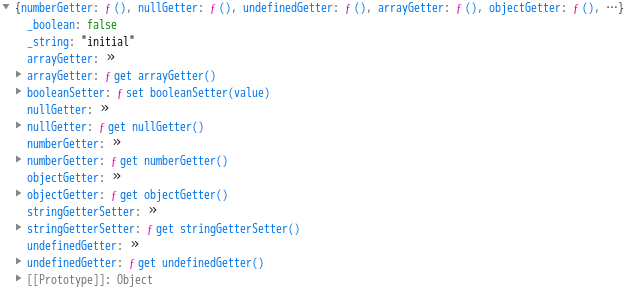 {numberGetter: ƒ (), nullGetter: ƒ (), undefinedGetter: ƒ (), arrayGetter: ƒ (), objectGetter: ƒ (), …}
_boolean: false
_string: "initial"
arrayGetter: »
arrayGetter: ƒ get arrayGetter()
booleanSetter: ƒ set booleanSetter(value)
nullGetter: »
nullGetter: ƒ get nullGetter()
numberGetter: »
numberGetter: ƒ get numberGetter()
objectGetter: »
objectGetter: ƒ get objectGetter()
stringGetterSetter: »
stringGetterSetter: ƒ get stringGetterSetter()
undefinedGetter: »
undefinedGetter: ƒ get undefinedGetter()
[[Prototype]]: Object